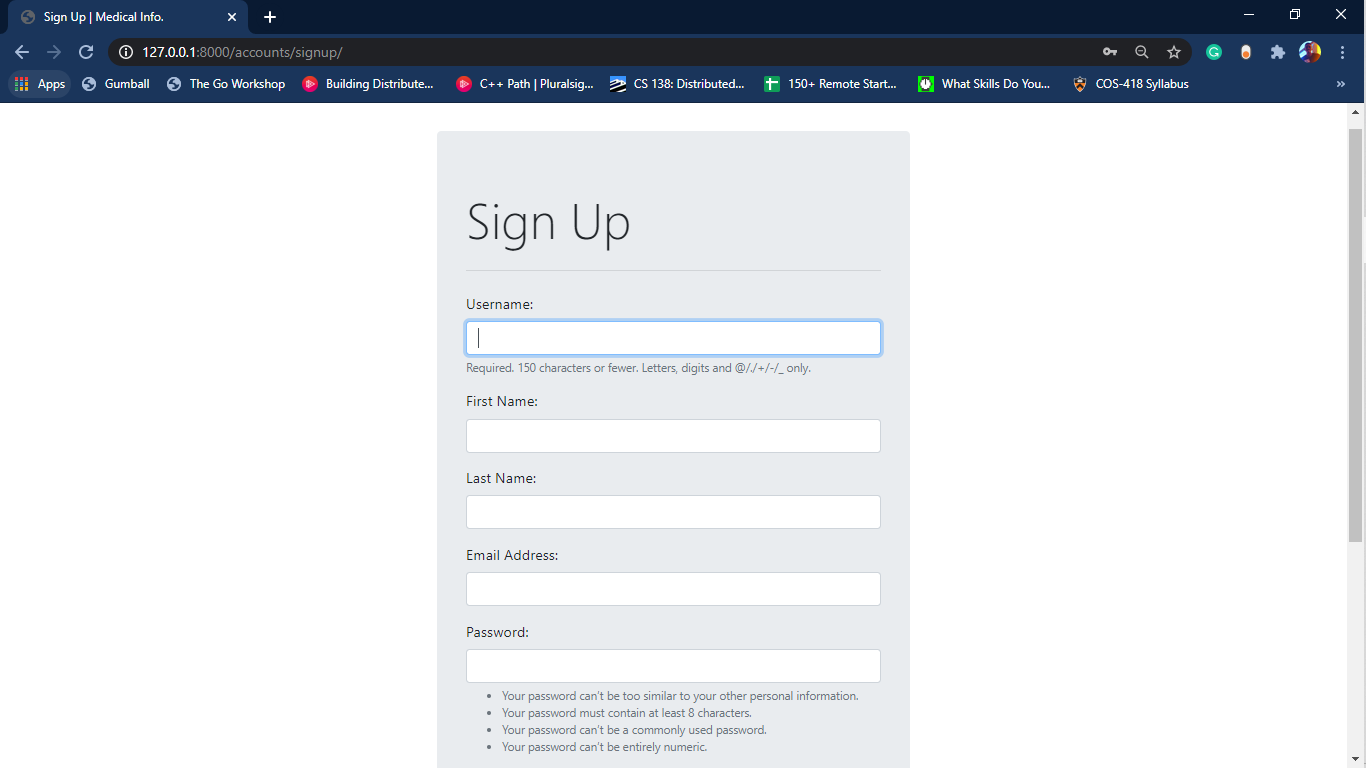 Sign Up | Medical Info.
127.0.0.1:8000/accounts/signup/
Apps Gumball The Go Workshop Building Distribute... C++ Path | Pluralsig... CS 138: Distributed... 150+ Remote Start... What Skills Do You... COS-418 Syllabus »
Sign Up
Username:
Required. 150 characters or fewer. Letters, digits and @/./+/-/_ only.
First Name:
Last Name:
Email Address:
Password:
• Your password can't be too similar to your other personal information.
• Your password must contain at least 8 characters.
• Your password can't be a commonly used password.
• Your password can't be entirely numeric.